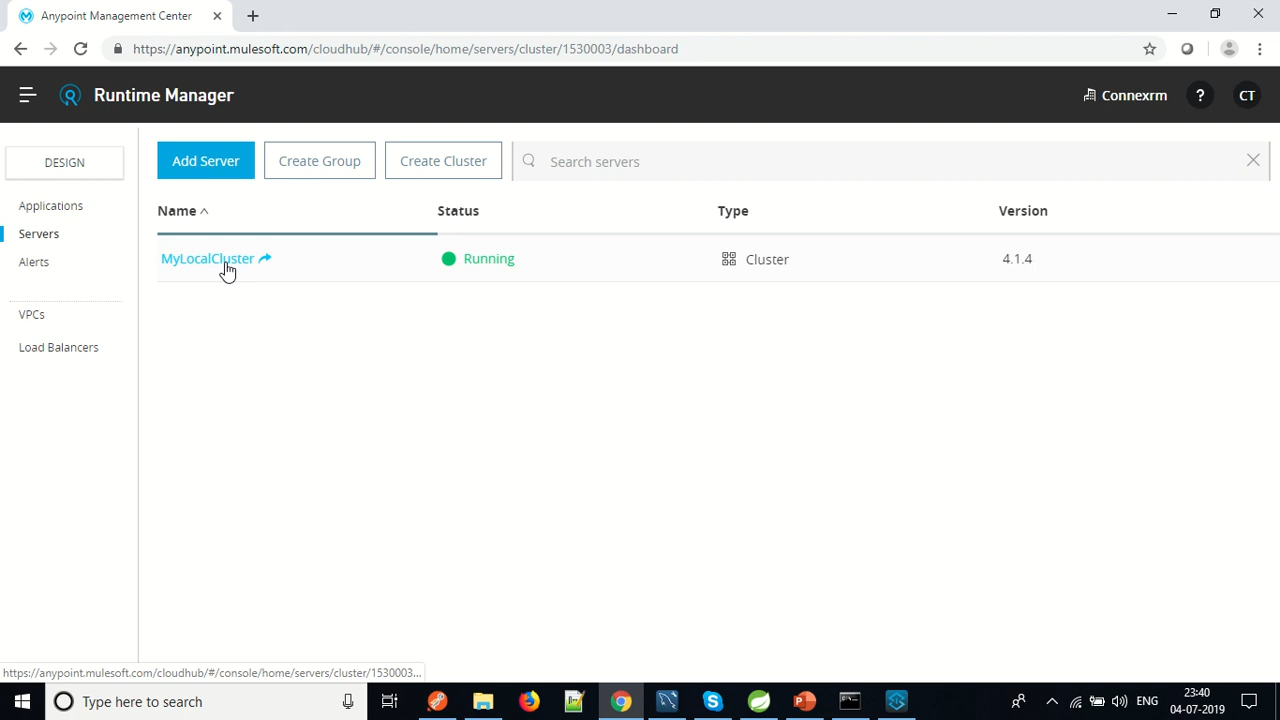 Anypoint Management Center
https://anypoint.mulesoft.com/cloudhub/#/console/home/servers/cluster/1530003/dashboard
Runtime Manager
Connexrm
?
CT
DESIGN
Applications
Servers
Alerts
VPCs
Load Balancers
Add Server
Create Group
Create Cluster
Search servers
Name
Status
Type
Version
MyLocalCluster
Running
Cluster
4.1.4
https://anypoint.mulesoft.com/cloudhub/#/console/home/servers/cluster/1530003...
Type here to search
ENG
23:40
04-07-2019